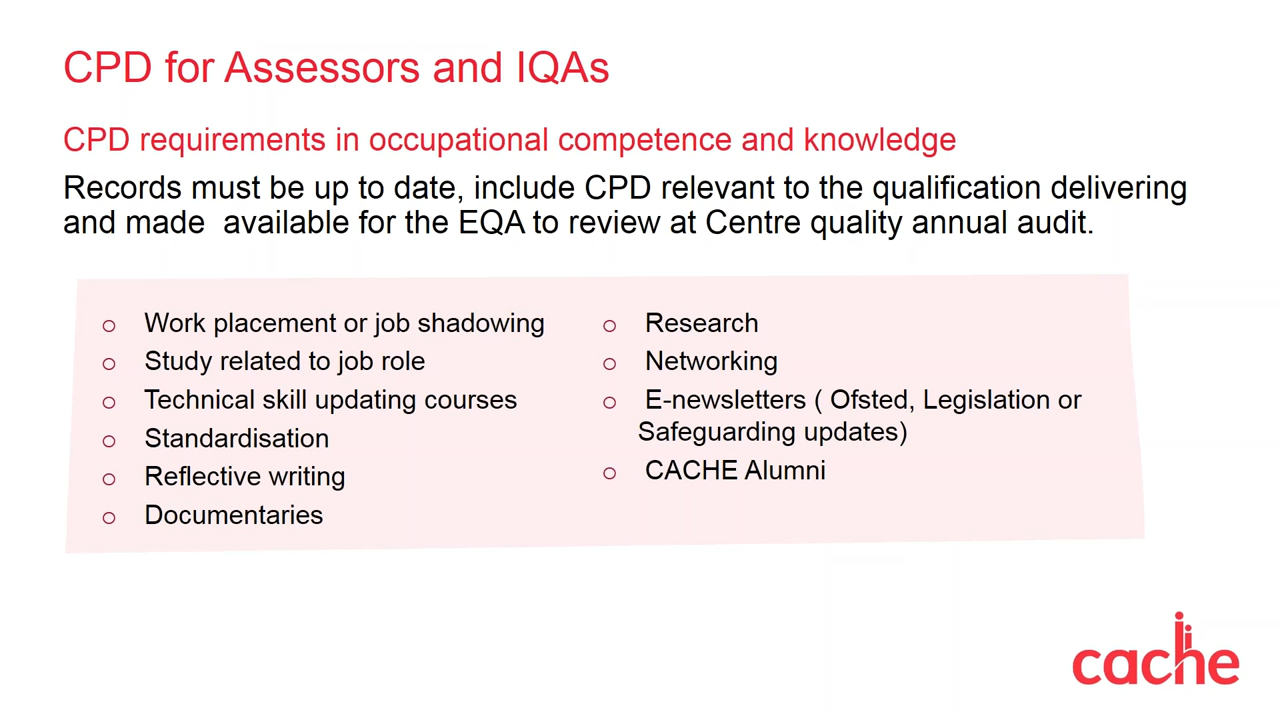 CPD for Assessors and IQAs
CPD requirements in occupational competence and knowledge
Records must be up to date, include CPD relevant to the qualification delivering
and made  available for the EQA to review at Centre quality annual audit.
o Work placement or job shadowing
o Study related to job role
o Technical skill updating courses
o Standardisation
o Reflective writing
o Documentaries
o Research
o Networking
o E-newsletters ( Ofsted, Legislation or
Safeguarding updates)
o CACHE Alumni
cache